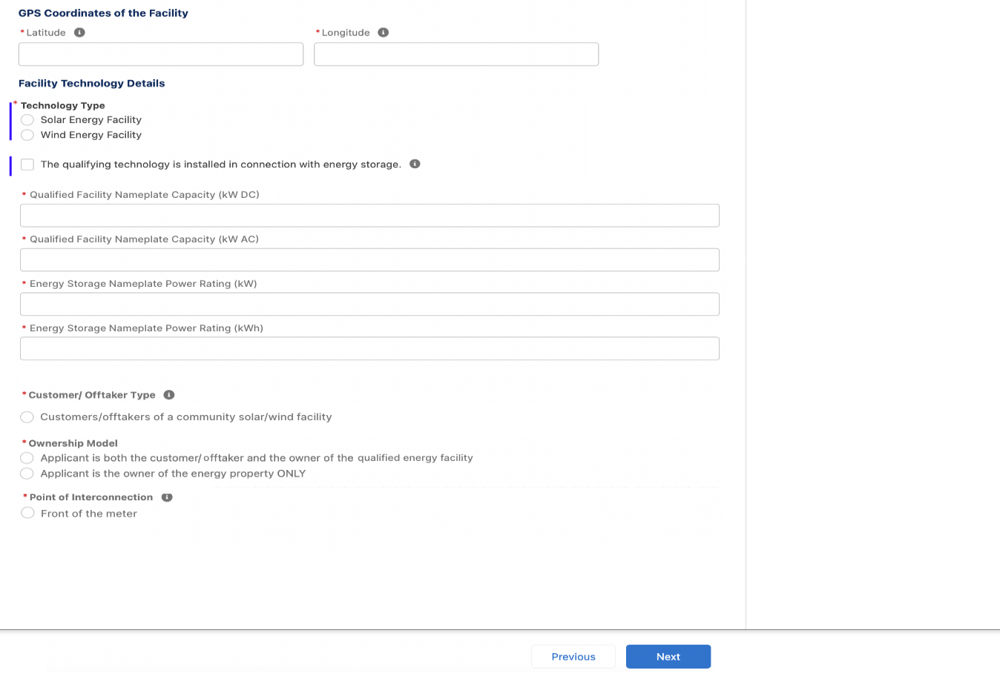 GPS Coordinates of the Facility
* Latitude
* Longitude
Facility Technology Details
* Technology Type
Solar Energy Facility
Wind Energy Facility
The qualifying technology is installed in connection with energy storage.
* Qualified Facility Nameplate Capacity (kW DC)
* Qualified Facility Nameplate Capacity (kW AC)
* Energy Storage Nameplate Power Rating (kW)
* Energy Storage Nameplate Power Rating (kWh)
* Customer/ Offtaker Type
Customers/offtakers of a community solar/wind facility
* Ownership Model
Applicant is both the customer/ offtaker and the owner of the qualified energy facility
Applicant is the owner of the energy property ONLY
* Point of Interconnection
Front of the meter
Previous
Next